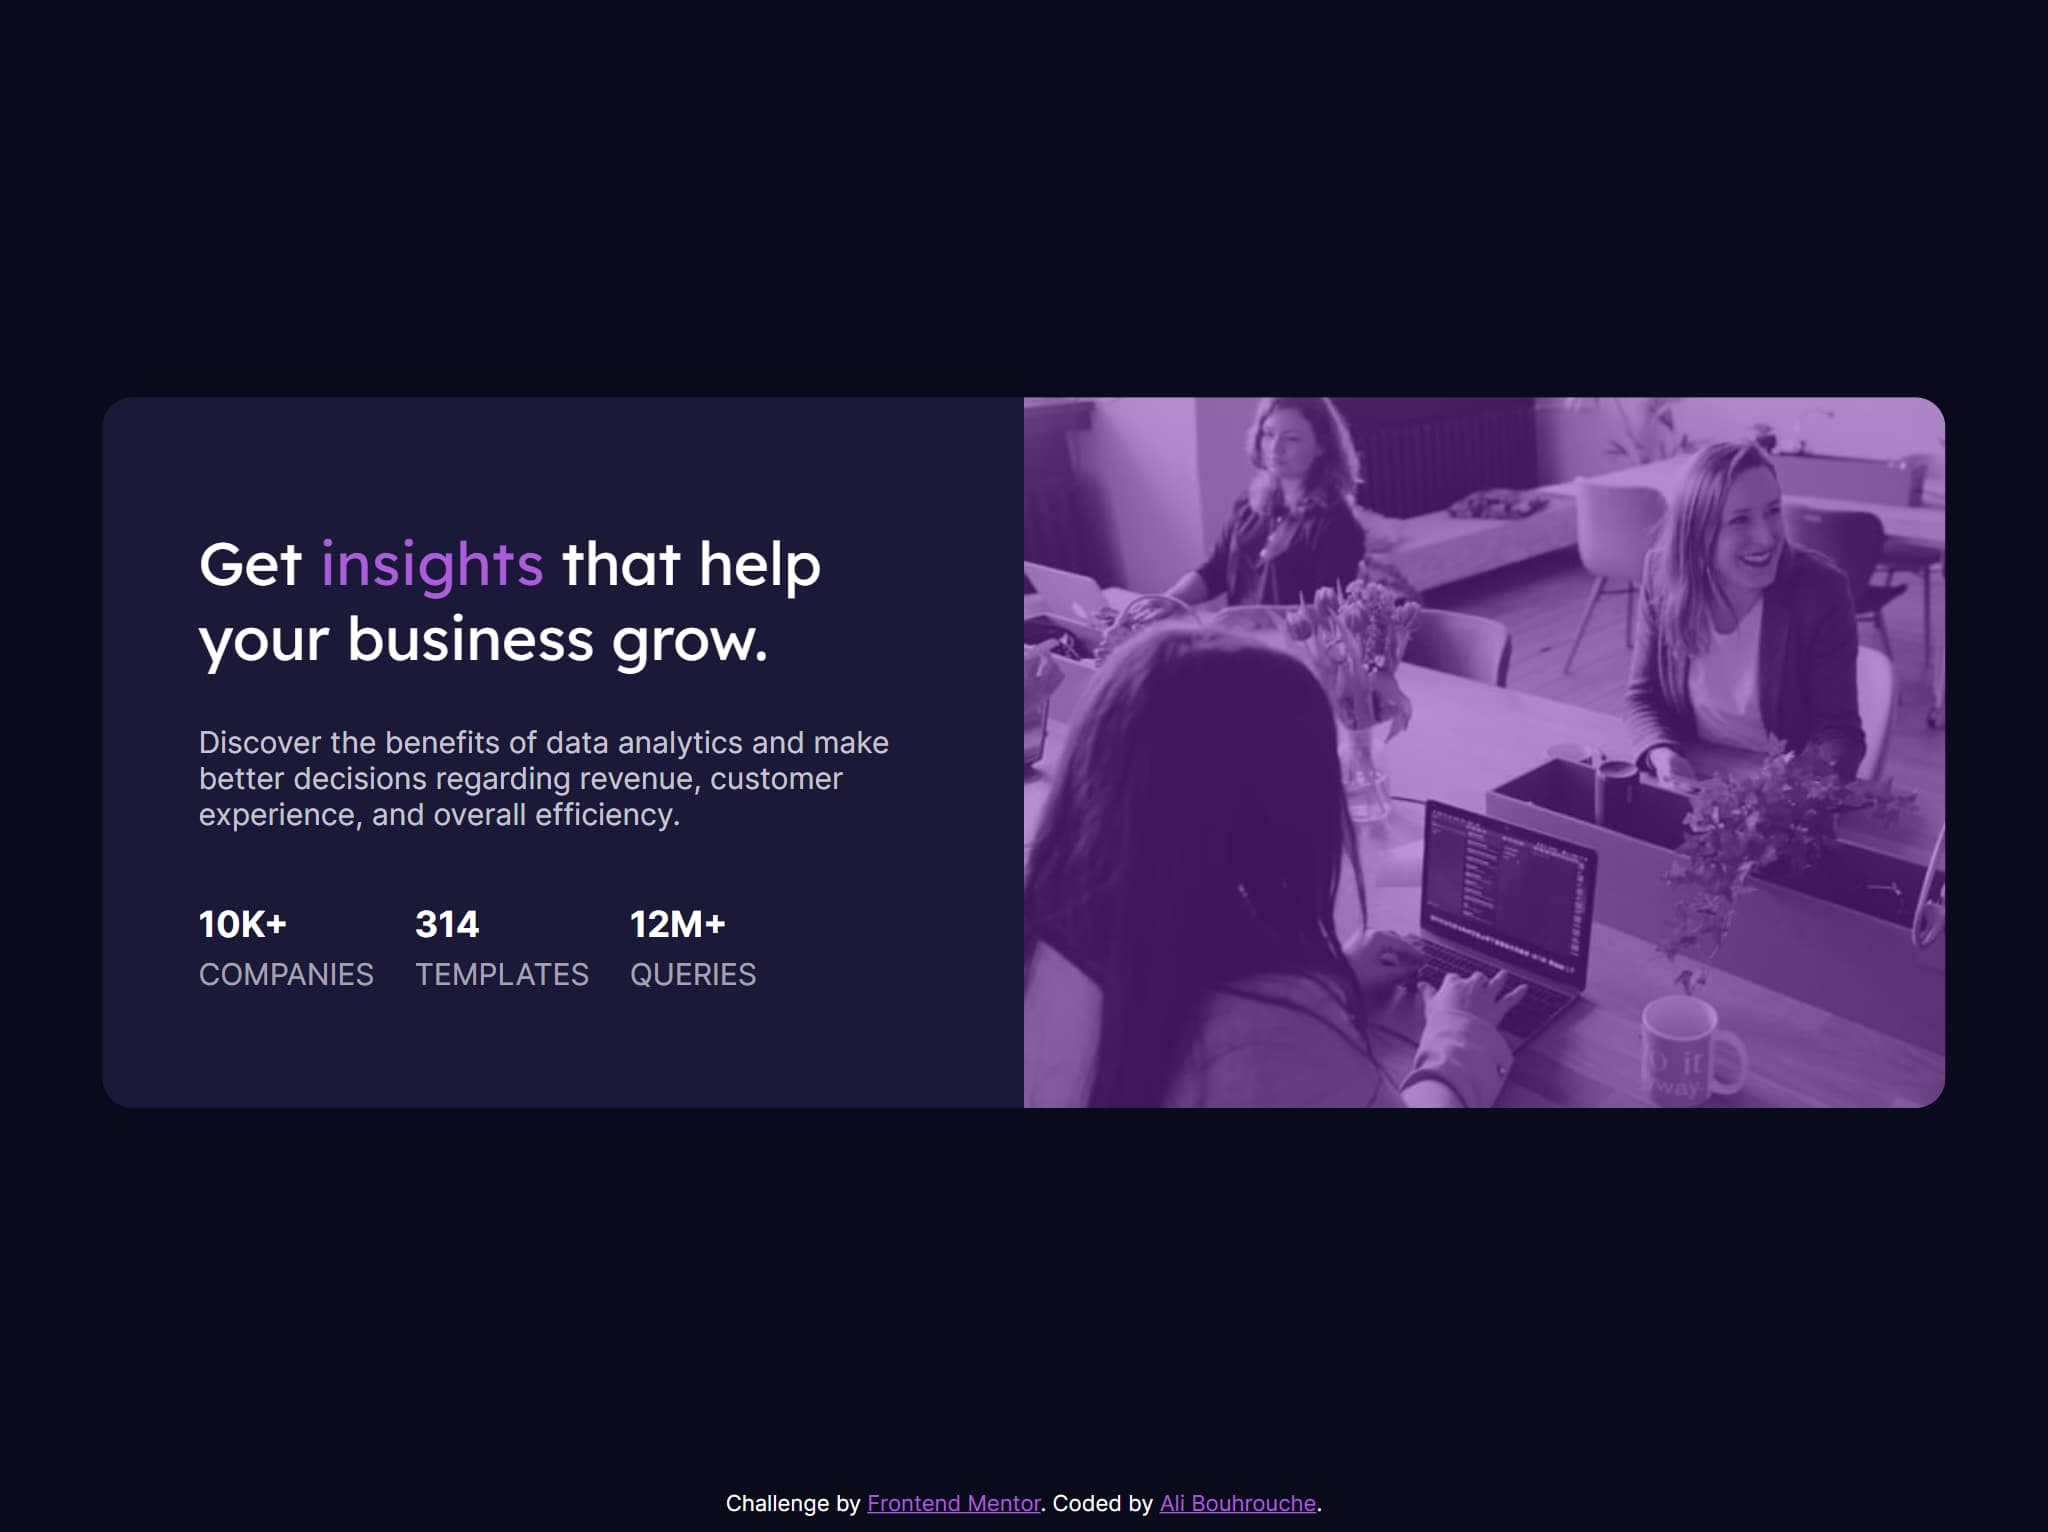 Get insights that help
your business grow.
Discover the benefits of data analytics and make
better decisions regarding revenue, customer
experience, and overall efficiency.
10K+ 314 12M+
COMPANIES TEMPLATES QUERIES
Challenge by Frontend Mentor. Coded by Ali Bouhrouche.